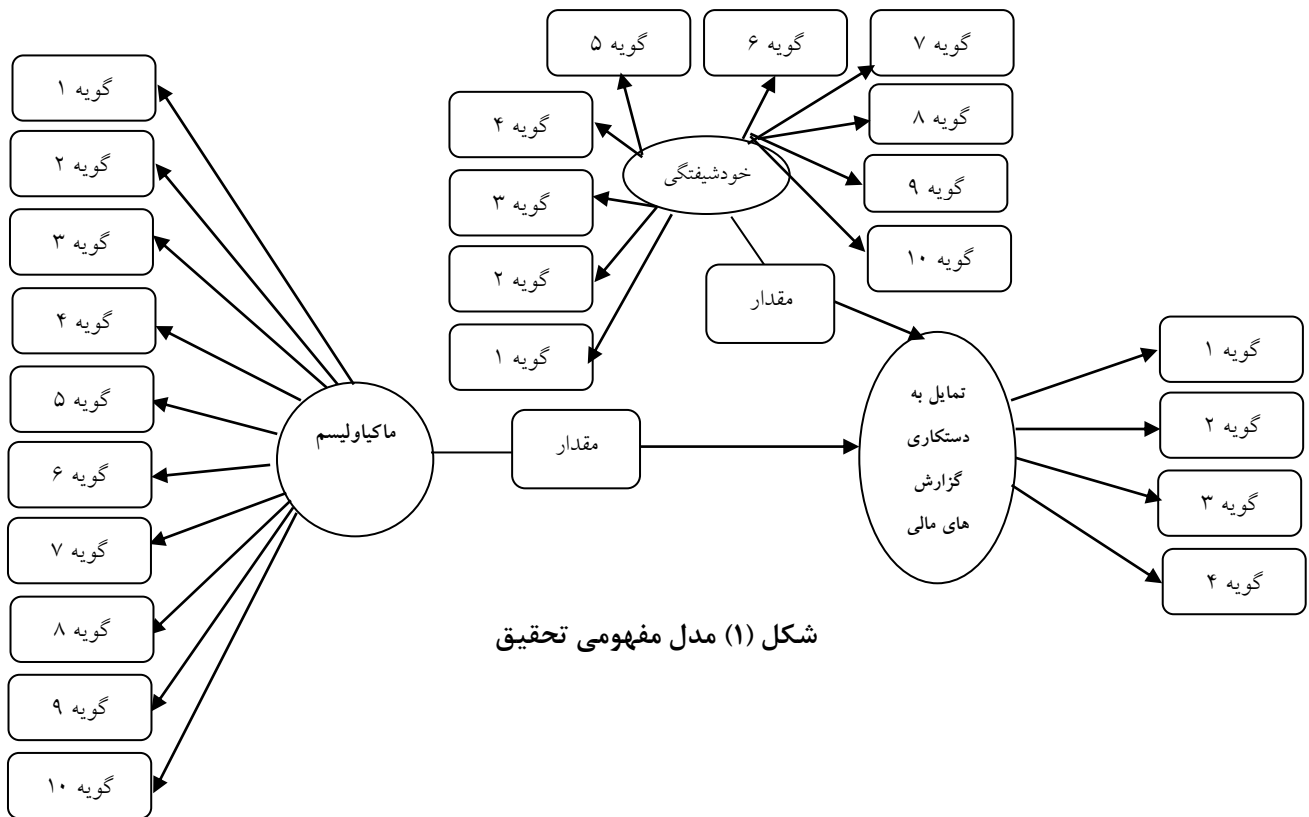 گویه ۵
گویه ۶
گویه ۷
گویه ۸
گویه ۹
گویه ۱۰
گویه ۴
گویه ۳
گویه ۲
گویه ۱
خودشیفتگی
مقدار
گویه ۱
گویه ۲
گویه ۳
گویه ۴
گویه ۵
گویه ۶
گویه ۷
گویه ۸
گویه ۹
گویه ۱۰
ماکیاولیسم
مقدار
تمایل به
دستکاری
گزارش
های مالی
گویه ۱
گویه ۲
گویه ۳
گویه ۴
شکل (۱) مدل مفهومی تحقیق